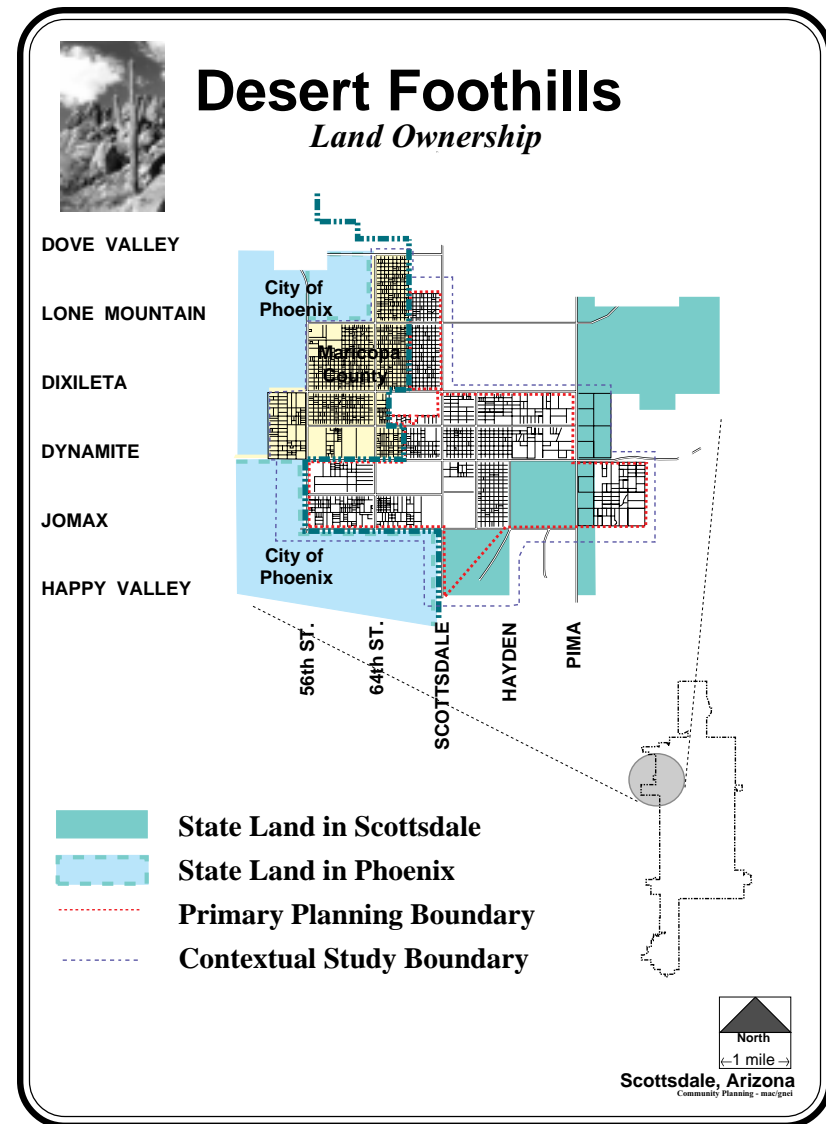 Desert Foothills
Land Ownership
DOVE VALLEY
LONE MOUNTAIN
DIXILETA
DYNAMITE
JOMAX
HAPPY VALLEY
City of
Phoenix
Maricopa
County
City of
Phoenix
56th ST.
64th ST.
SCOTTSDALE
HAYDEN
PIMA
State Land in Scottsdale
State Land in Phoenix
Primary Planning Boundary
Contextual Study Boundary
North
←1 mile→
Scottsdale, Arizona
Community Planning - mac/gnei